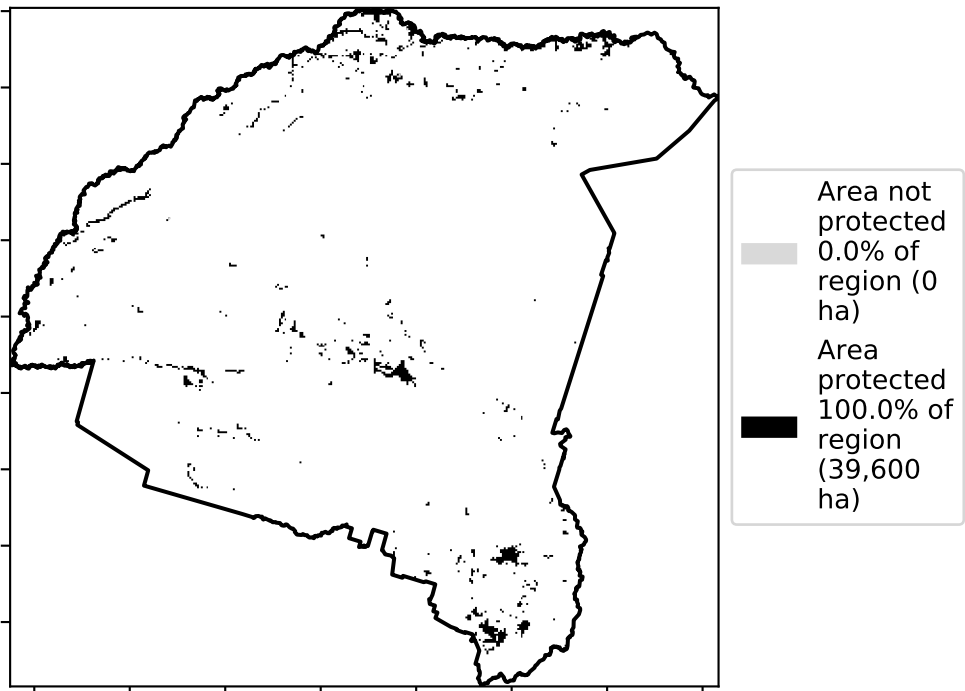 Area not
protected
0.0% of
region (0
ha)
Area
protected
100.0% of
region
(39,600
ha)